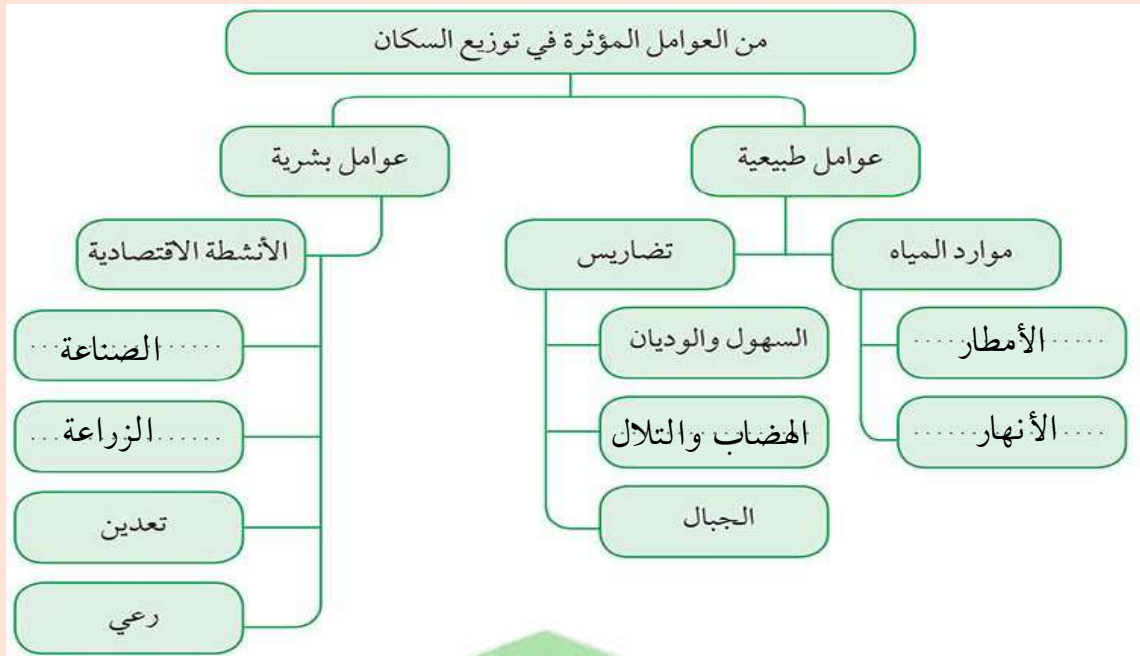 من العوامل المؤثرة في توزيع السكان
عوامل طبيعية
عوامل بشرية
موارد المياه
تضاريس
الأنشطة الاقتصادية
الأمطار
السهول والوديان
الصناعة
الأنهار
الهضاب والتلال
الزراعة
الجبال
تعدين
رعي